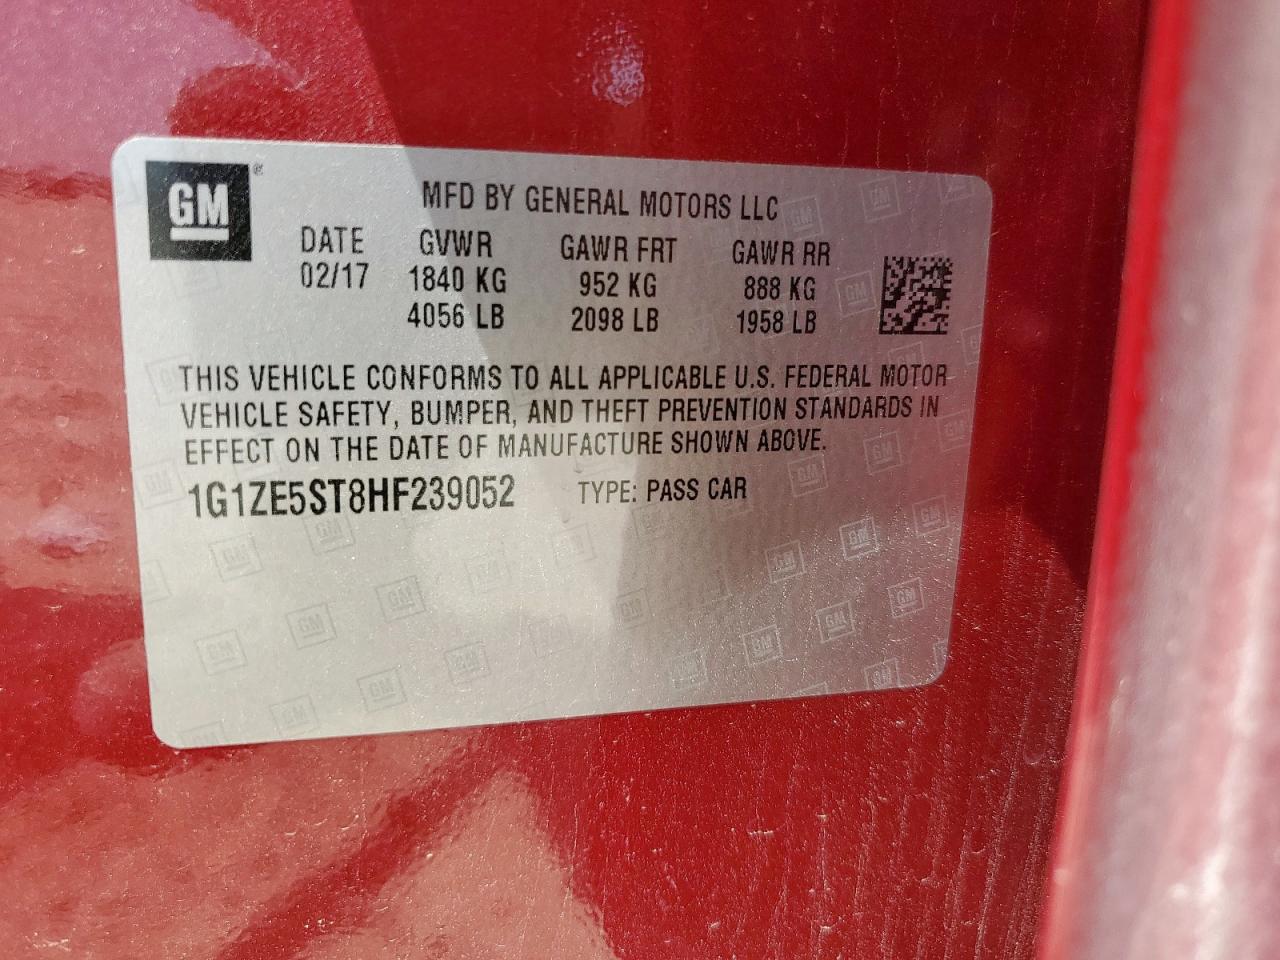 GM
MFD BY GENERAL MOTORS LLC
DATE GVWR GAWR FRT GAWR RR
02/17 1840 KG 952 KG 888 KG
4056 LB 2098 LB 1958 LB
THIS VEHICLE CONFORMS TO ALL APPLICABLE U.S. FEDERAL MOTOR
VEHICLE SAFETY, BUMPER, AND THEFT PREVENTION STANDARDS IN
EFFECT ON THE DATE OF MANUFACTURE SHOWN ABOVE.
1G1ZE5ST8HF239052 TYPE: PASS CAR